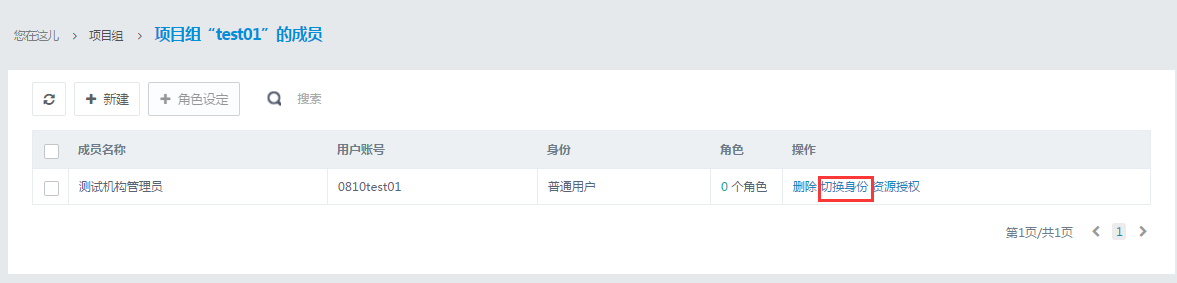 您在这儿 > 项目组 > 项目组“test01”的成员
新建 角色设定 搜索
成员名称 用户账号 身份 角色 操作
测试机构管理员 0810test01 普通用户 0 个角色 删除 切换身份 资源授权
第1页/共1页 1